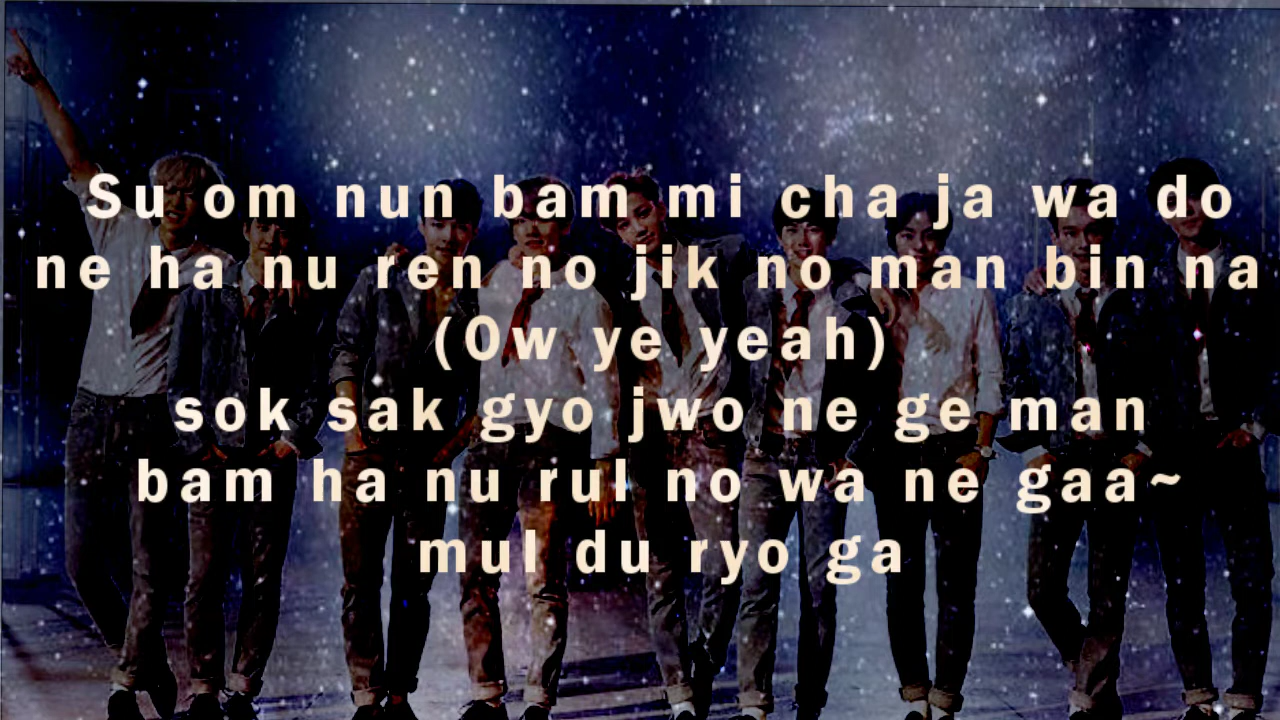 Su om nun bam mi cha ja wa do
ne ha nu ren no jik no man bin na
(Ow ye yeah)
sok sak gyo jwo ne ge man
bam ha nu rul no wa ne gaa~
mul du ryo ga